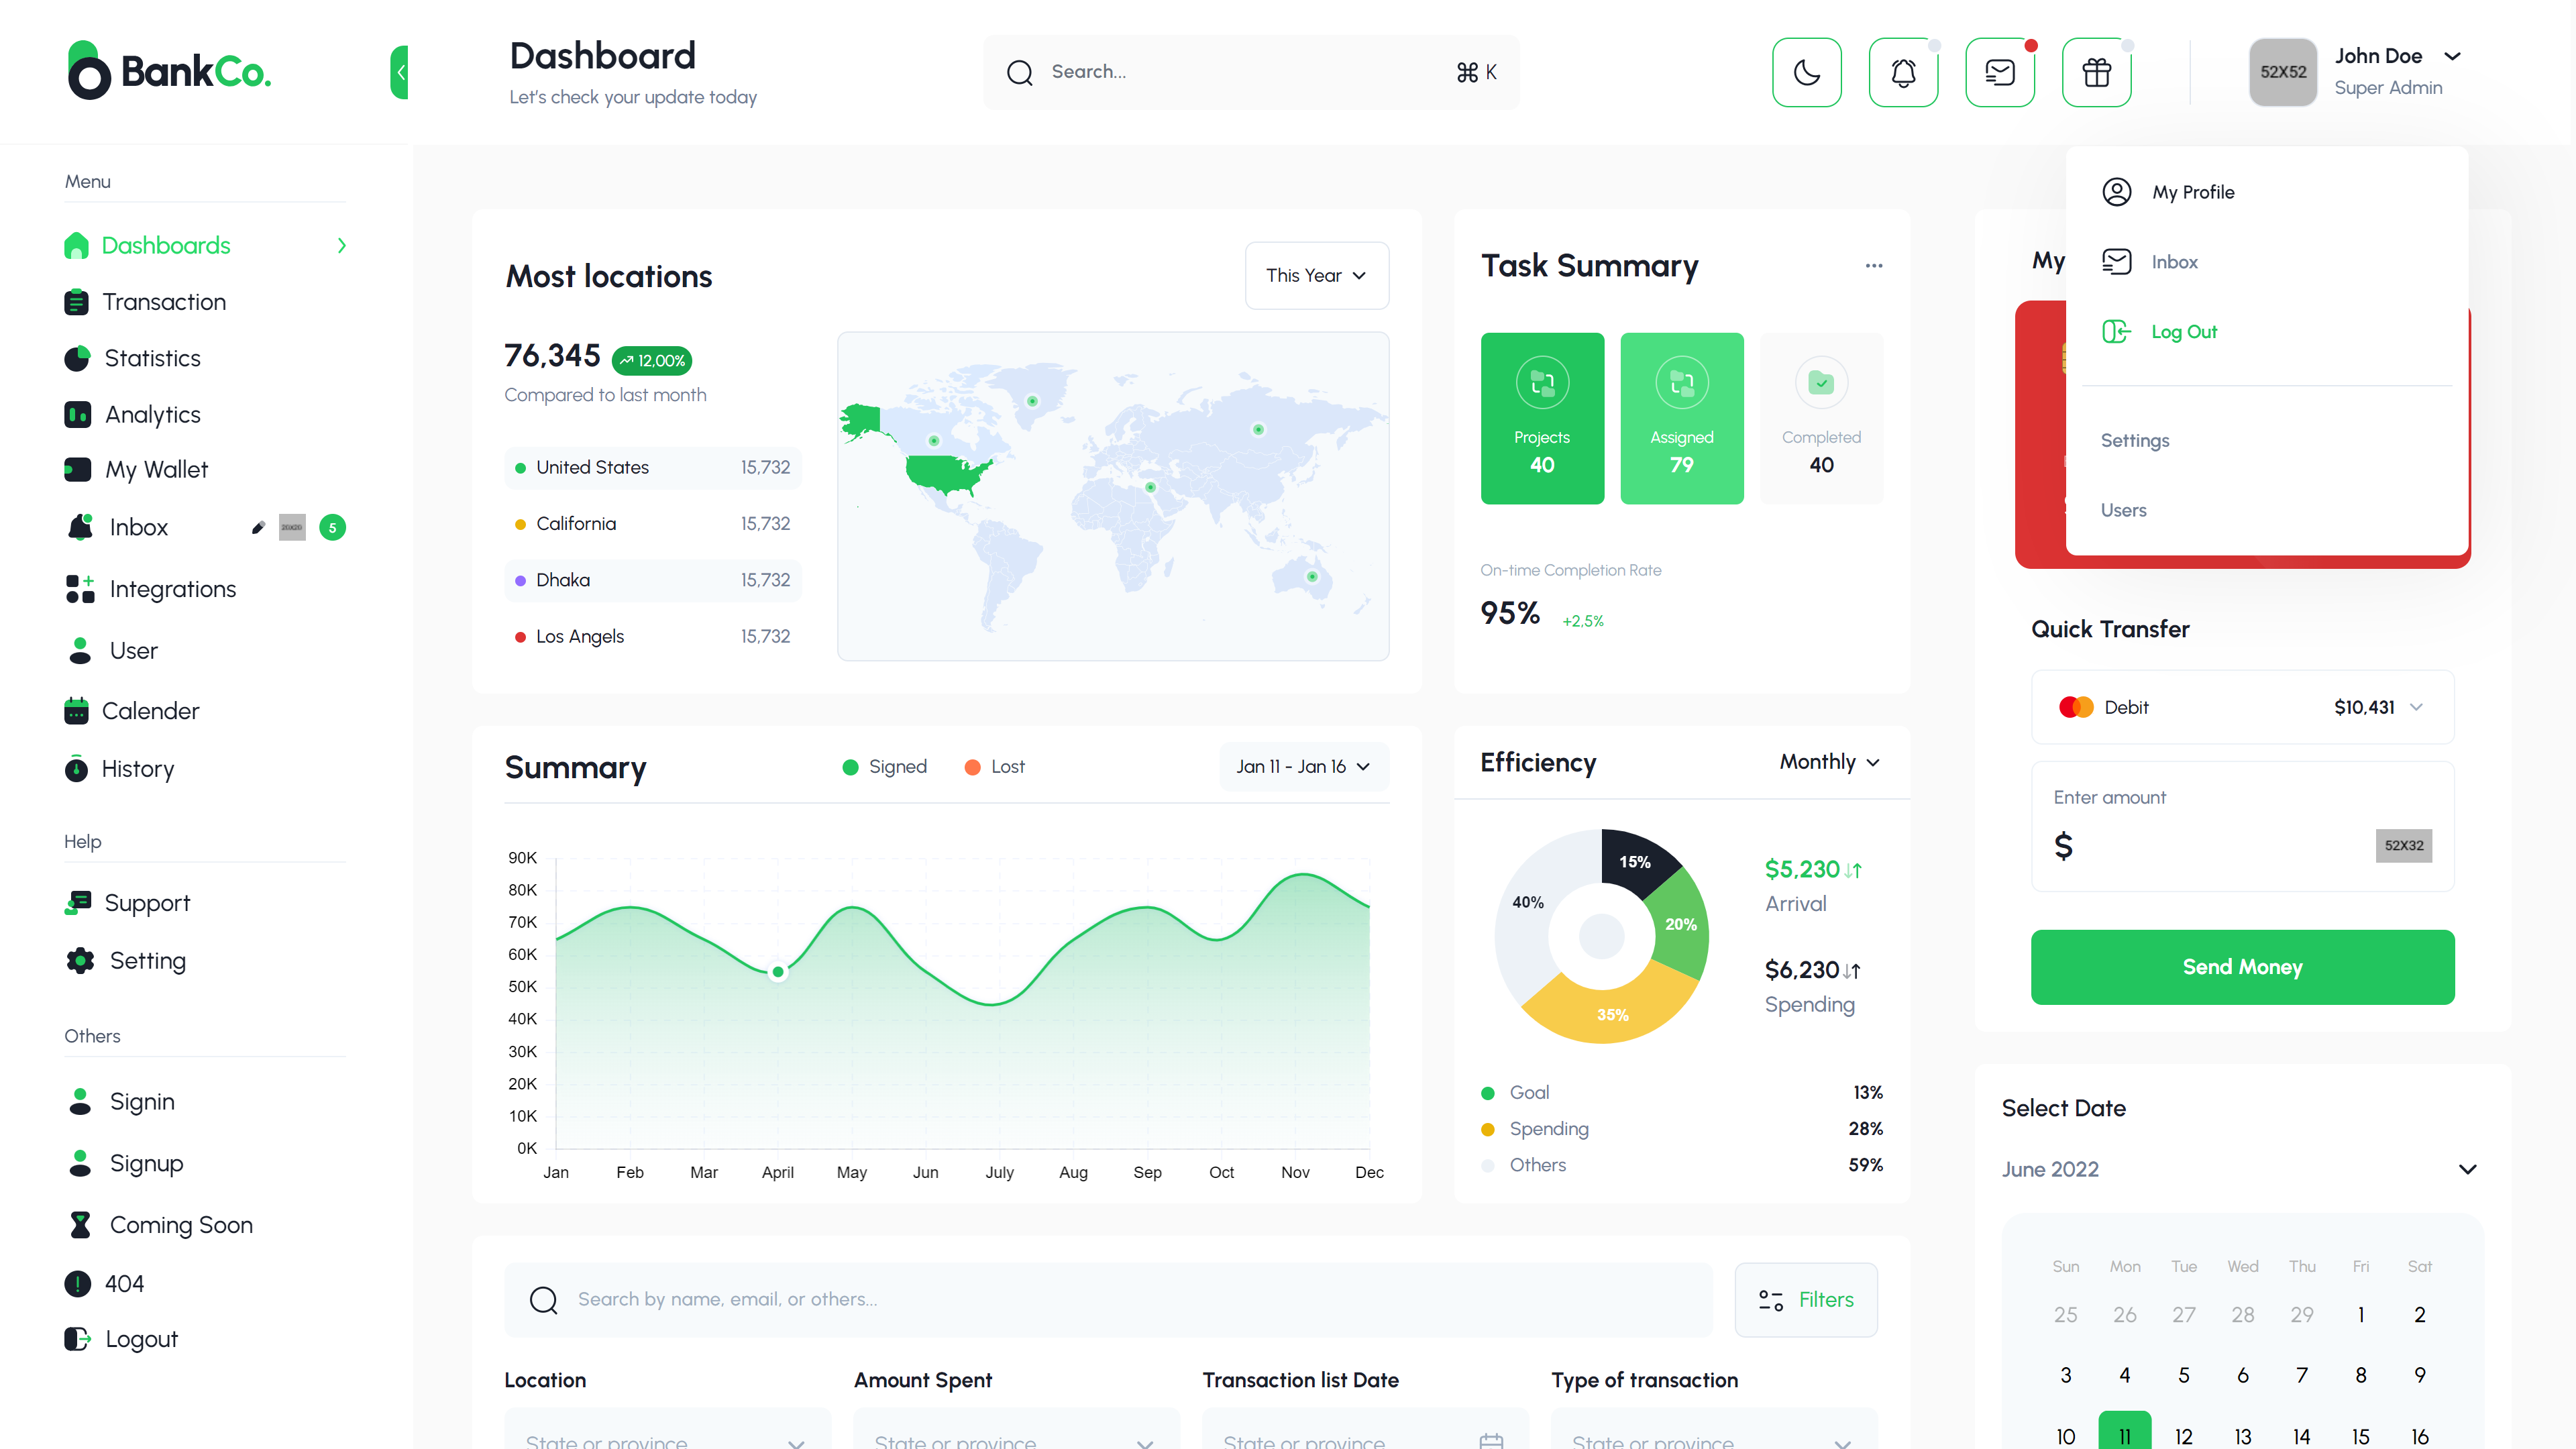 BankCo.
Dashboard
Let's check your update today
Search...
⌘ K
52X52
John Doe
Super Admin
Menu
Dashboards
Transaction
Statistics
Analytics
My Wallet
Inbox
20X20
5
Integrations
User
Calender
History
Help
Support
Setting
Others
Signin
Signup
Coming Soon
404
Logout
Most locations
This Year
76,345
12,00%
Compared to last month
United States 15,732
California 15,732
Dhaka 15,732
Los Angels 15,732
Task Summary
Projects
40
Assigned
79
Completed
40
On-time Completion Rate
95%
+2,5%
Summary
Signed
Lost
Jan 11 - Jan 16
90K
80K
70K
60K
50K
40K
30K
20K
10K
0K
Jan Feb Mar April May Jun July Aug Sep Oct Nov Dec
Efficiency
Monthly
15%
20%
35%
40%
$5,230
Arrival
$6,230
Spending
Goal 13%
Spending 28%
Others 59%
Search by name, email, or others...
Filters
Location
State or province
Amount Spent
State or province
Transaction list Date
State or province
Type of transaction
State or province
My Profile
Inbox
Log Out
Settings
Users
My
Quick Transfer
Debit $10,431
Enter amount
$
52X32
Send Money
Select Date
June 2022
Sun Mon Tue Wed Thu Fri Sat
25 26 27 28 29 1 2
3 4 5 6 7 8 9
10 11 12 13 14 15 16